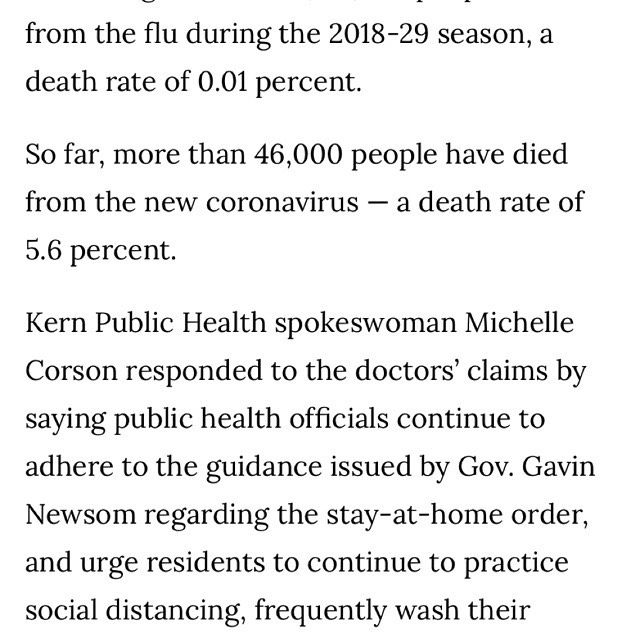 from the flu during the 2018-29 season, a
death rate of 0.01 percent.
So far, more than 46,000 people have died
from the new coronavirus — a death rate of
5.6 percent.
Kern Public Health spokeswoman Michelle
Corson responded to the doctors’ claims by
saying public health officials continue to
adhere to the guidance issued by Gov. Gavin
Newsom regarding the stay-at-home order,
and urge residents to continue to practice
social distancing, frequently wash their